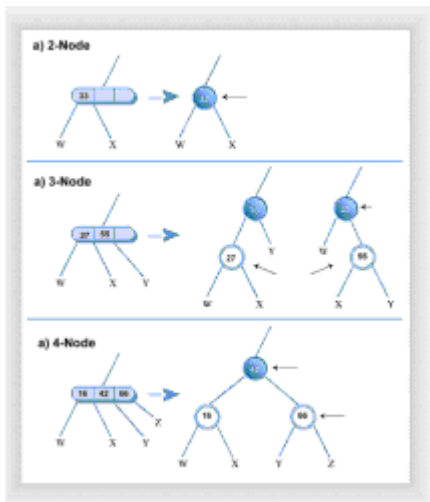 a) 2-Node
33
W X W X
a) 3-Node
27 55
27 Y W 55
W X Y W X X Y
a) 4-Node
16 42 66
Z
16 66
W X Y W X Y Z